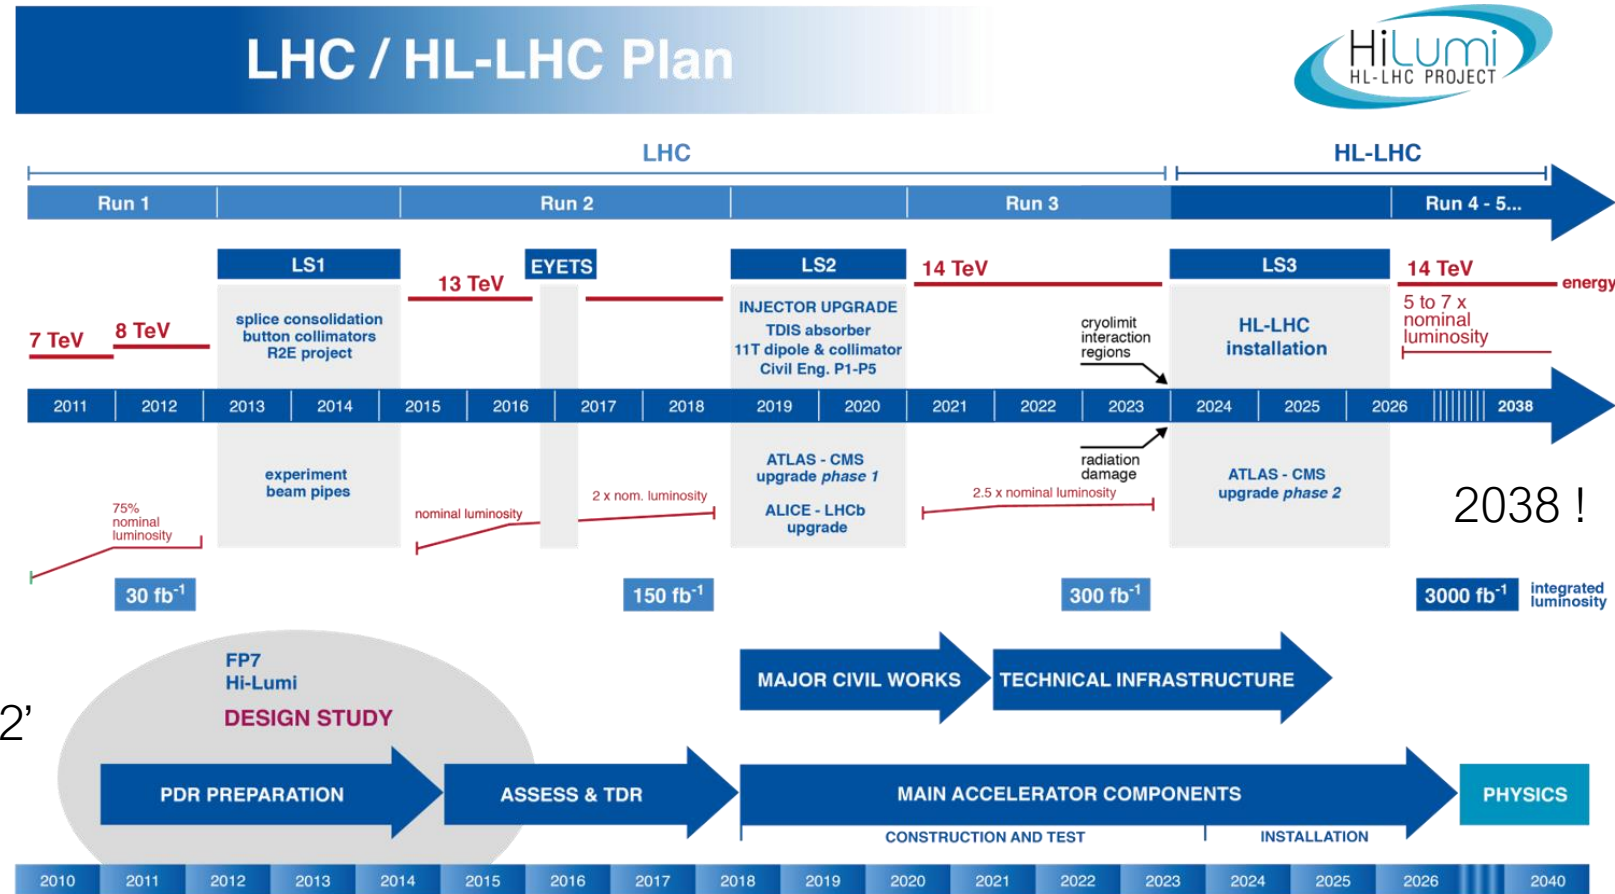 LHC / HL-LHC Plan
HiLumi
HL-LHC PROJECT
LHC
HL-LHC
Run 1
Run 2
Run 3
Run 4 - 5...
LS1
EYETS
LS2
LS3
7 TeV
8 TeV
13 TeV
14 TeV
14 TeV
energy
splice consolidation
button collimators
R2E project
INJECTOR UPGRADE
TDIS absorber
11T dipole & collimator
Civil Eng. P1-P5
cryolimit
interaction
regions
HL-LHC
installation
5 to 7 x
nominal
luminosity
2011 2012 2013 2014 2015 2016 2017 2018 2019 2020 2021 2022 2023 2024 2025 2026 2038
75%
nominal
luminosity
experiment
beam pipes
nominal luminosity
2 x nom. luminosity
ATLAS - CMS
upgrade phase 1
ALICE - LHCb
upgrade
2.5 x nominal luminosity
radiation
damage
ATLAS - CMS
upgrade phase 2
2038 !
30 fb-1
150 fb-1
300 fb-1
3000 fb-1
integrated
luminosity
FP7
Hi-Lumi
DESIGN STUDY
2’
MAJOR CIVIL WORKS
TECHNICAL INFRASTRUCTURE
PDR PREPARATION
ASSESS & TDR
MAIN ACCELERATOR COMPONENTS
PHYSICS
CONSTRUCTION AND TEST
INSTALLATION
2010 2011 2012 2013 2014 2015 2016 2017 2018 2019 2020 2021 2022 2023 2024 2025 2026 2040